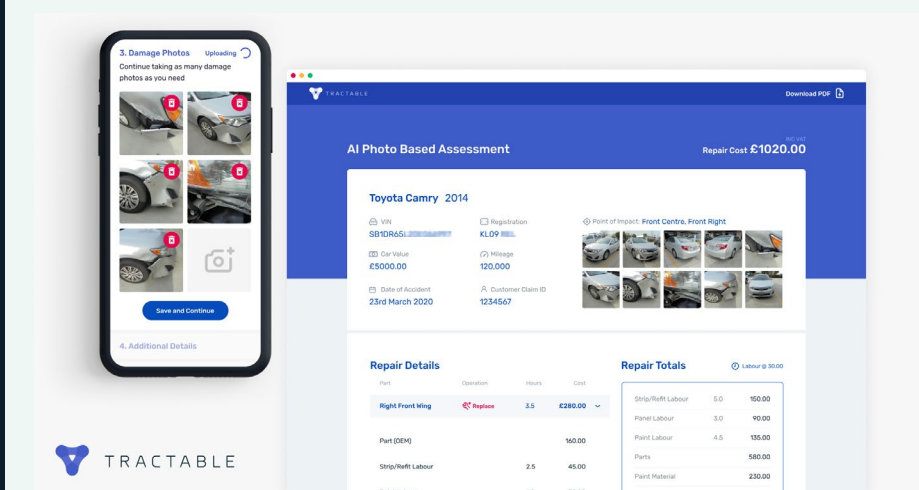 3. Damage Photos Uploading
Continue taking as many damage
photos as you need
Save and Continue
4. Additional Details
TRACTABLE
TRACTABLE
Download PDF
AI Photo Based Assessment
INC VAT
Repair Cost £1020.00
Toyota Camry 2014
VIN
SB1DR65L
Registration
KL09
Point of Impact: Front Centre, Front Right
Car Value
£5000.00
Mileage
120,000
Date of Accident
23rd March 2020
Customer Claim ID
1234567
Repair Details
Part Operation Hours Cost
Right Front Wing Replace 3.5 £280.00
Part (OEM) 160.00
Strip/Refit Labour 2.5 45.00
Repair Totals Labour @ 30.00
Strip/Refit Labour 5.0 150.00
Panel Labour 3.0 90.00
Paint Labour 4.5 135.00
Parts 580.00
Paint Material 230.00